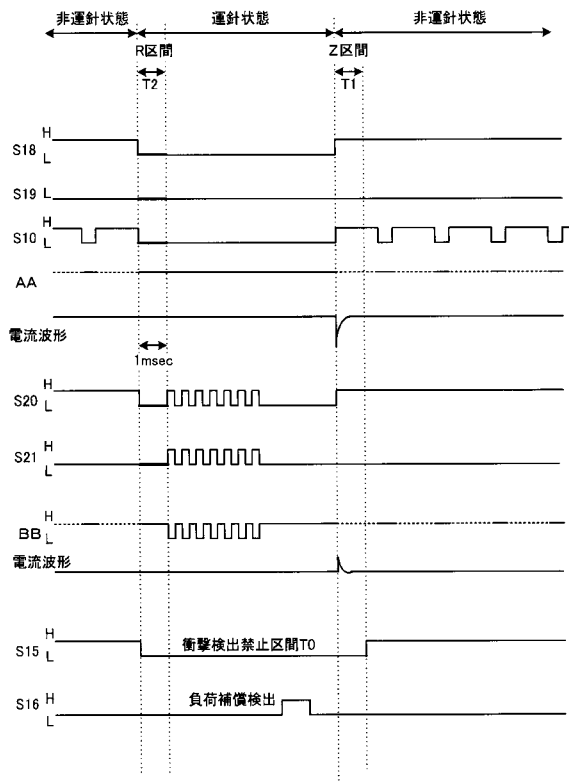 非運針状態 運針状態 非運針状態
R区間 Z区間
T2 T1
S18 H L
S19 L
S10 H L
AA
電流波形
1msec
S20 H L
S21 H L
BB H L
電流波形
S15 H L 衝撃検出禁止区間T0
S16 H L 負荷補償検出